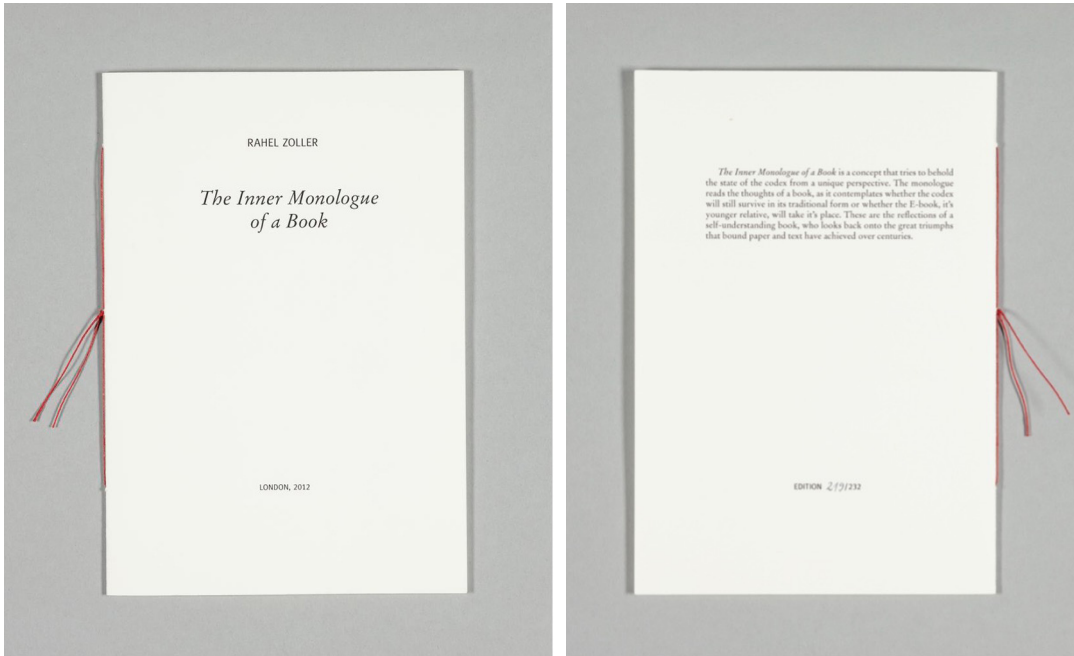 RAHEL ZOLLER
The Inner Monologue
of a Book
LONDON, 2012
The Inner Monologue of a Book is a concept that tries to behold
the state of the codex from a unique perspective. The monologue
reads the thoughts of a book, as it contemplates whether the codex
will still survive in its traditional form or whether the E-book, it's
younger relative, will take it's place. These are the reflections of a
self-understanding book, who looks back onto the great triumphs
that bound paper and text have achieved over centuries.
EDITION /232